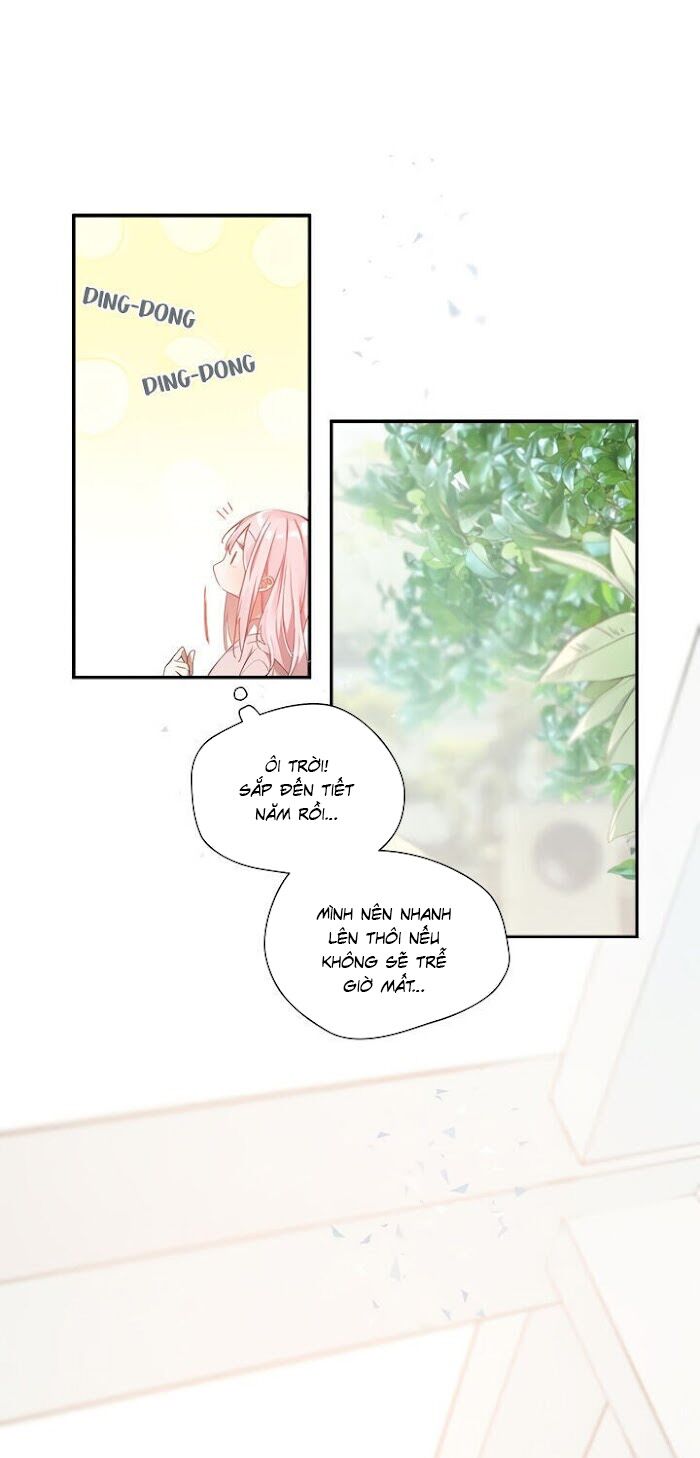 DING-DONG
DING-DONG
ÔI TRỜI!
SẮP ĐẾN TIẾT
NĂM RỒI...
MÌNH NÊN NHANH
LÊN THÔI NẾU
KHÔNG SẼ TRỄ
GIỜ MẤT...